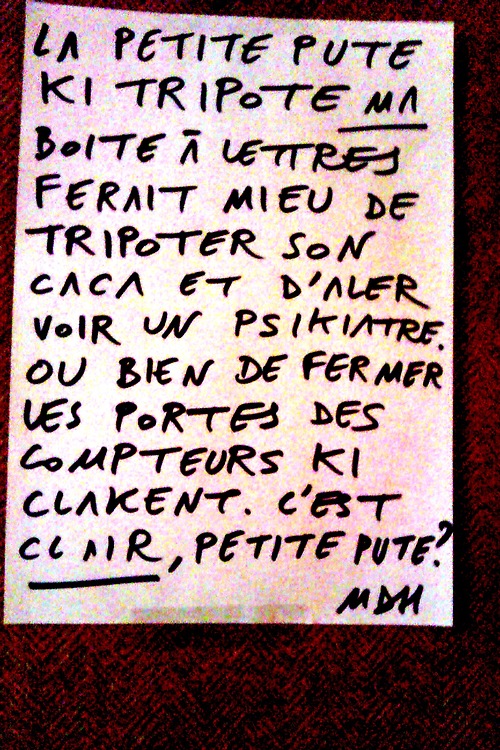 LA PETITE PUTE
KI TRIPOTE MA
BOITE À LETTRES
FERAIT MIEU DE
TRIPOTER SON
CACA ET D'ALER
VOIR UN PSIKIATRE.
OU BIEN DE FERMER
LES PORTES DES
COMPTEURS KI
CLAKENT. C'EST
CLAIR, PETITE PUTE?
MDH